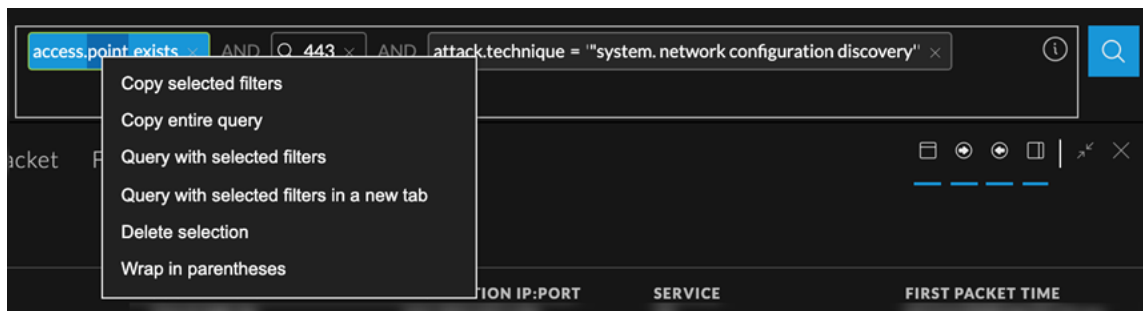 access.point exists × AND 443 × AND attack.technique = '"system. network configuration discovery"' ×
Copy selected filters
Copy entire query
acket
Query with selected filters
Query with selected filters in a new tab
Delete selection
Wrap in parentheses
TION IP:PORT SERVICE FIRST PACKET TIME